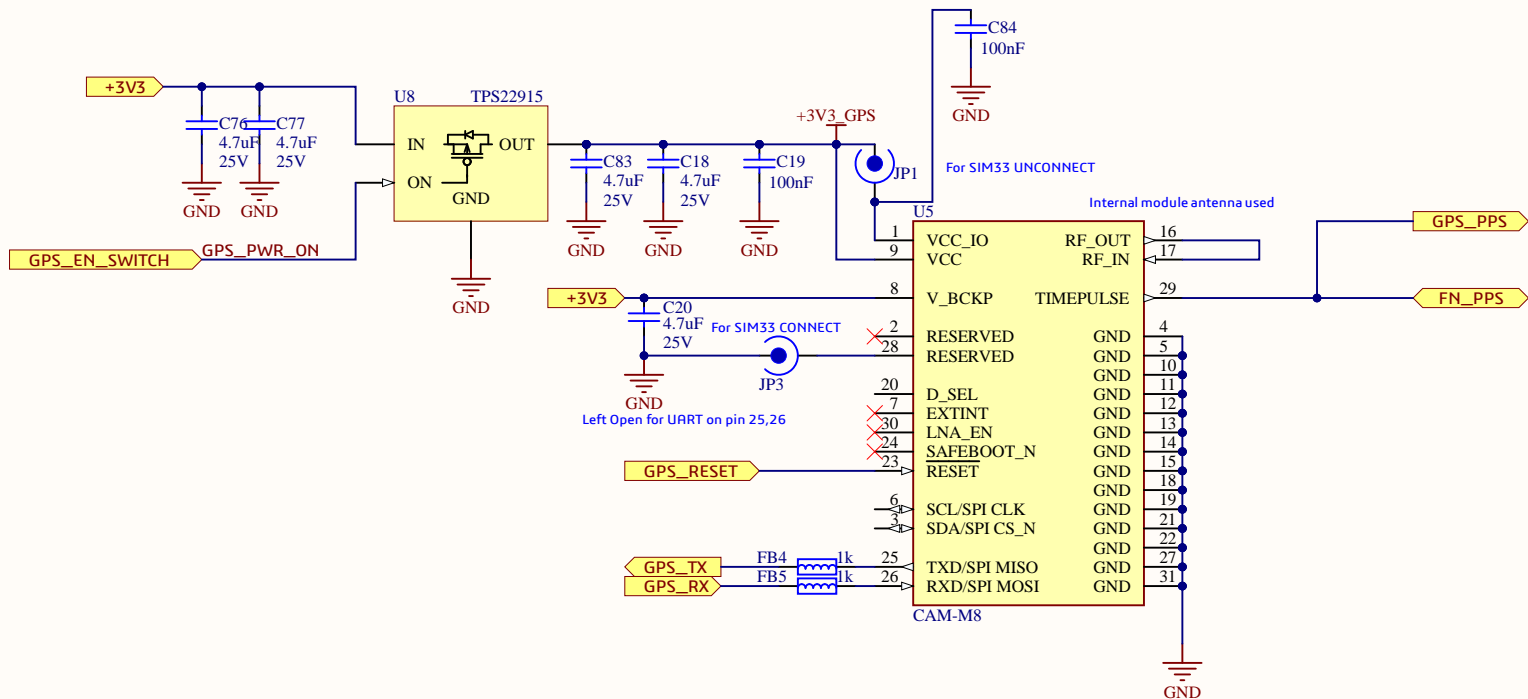 C84
100nF
GND
+3V3
C76
4.7uF
25V
GND
C77
4.7uF
25V
GND
U8
TPS22915
IN
OUT
ON
GND
GND
GPS_EN_SWITCH
GPS_PWR_ON
C83
4.7uF
25V
GND
C18
4.7uF
25V
GND
C19
100nF
GND
+3V3_GPS
JP1
For SIM33 UNCONNECT
Internal module antenna used
U5
1
VCC_IO
9
VCC
8
V_BCKP
2
RESERVED
28
RESERVED
20
D_SEL
7
EXTINT
30
LNA_EN
24
SAFEBOOT_N
23
RESET
6
SCL/SPI CLK
3
SDA/SPI CS_N
25
TXD/SPI MISO
26
RXD/SPI MOSI
RF_OUT
16
RF_IN
17
TIMEPULSE
29
GND
4
GND
5
GND
10
GND
11
GND
12
GND
13
GND
14
GND
15
GND
18
GND
19
GND
21
GND
22
GND
27
GND
31
CAM-M8
GND
GPS_PPS
FN_PPS
+3V3
C20
4.7uF
25V
GND
For SIM33 CONNECT
JP3
Left Open for UART on pin 25,26
GPS_RESET
GPS_TX
FB4
1k
GPS_RX
FB5
1k